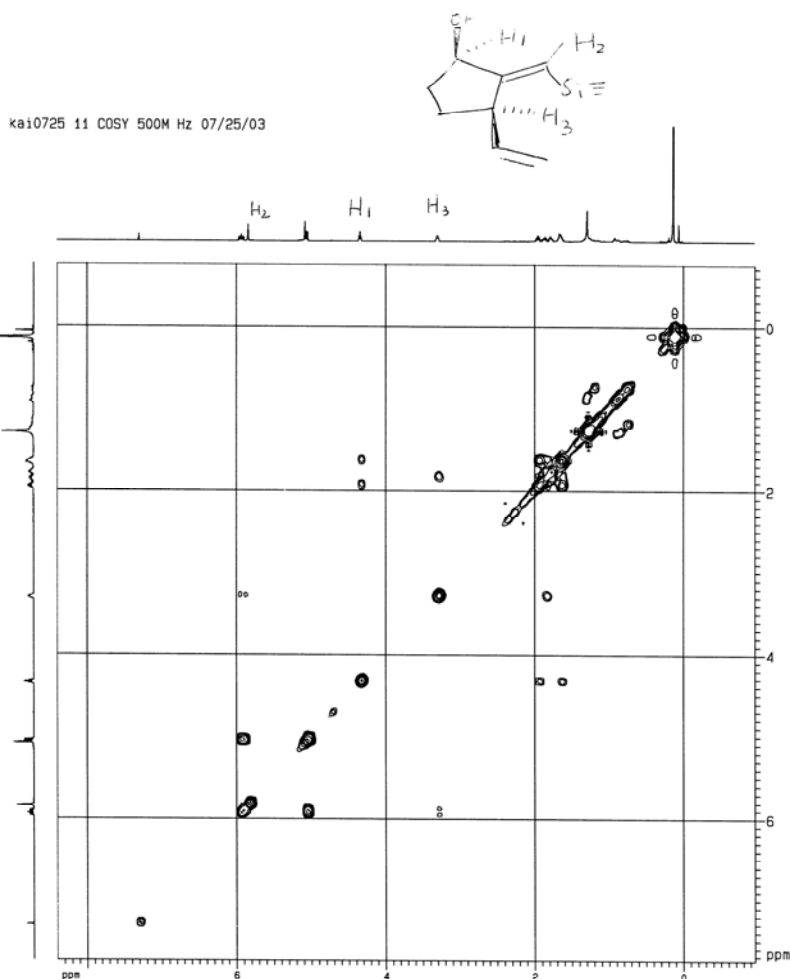 H₁
H₂
Si≡
H₃
kai0725 11 COSY 500M Hz 07/25/03
H₂ H₁ H₃
0
2
4
6
ppm
ppm 6 4 2 0